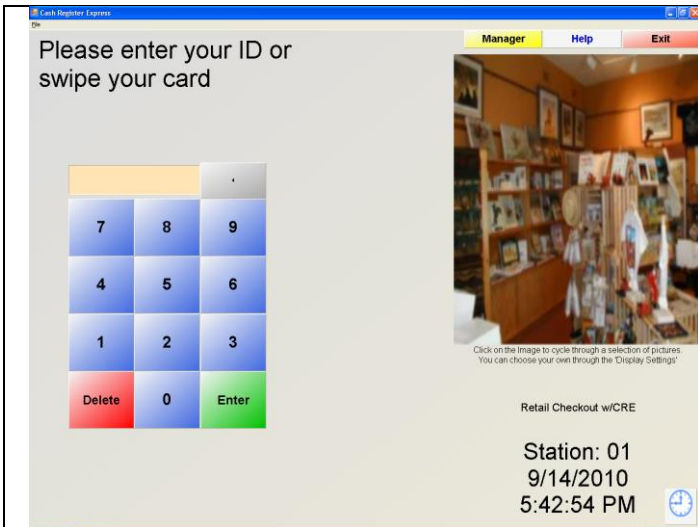 Cash Register Express
File
Manager Help Exit
Please enter your ID or
swipe your card
7 8 9
4 5 6
1 2 3
Delete 0 Enter
Click on the Image to cycle through a selection of pictures.
You can choose your own through the 'Display Settings'
Retail Checkout w/CRE
Station: 01
9/14/2010
5:42:54 PM